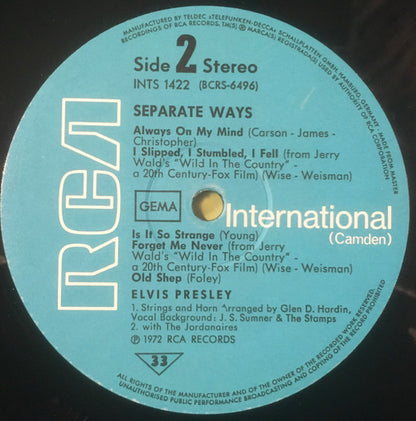 MANUFACTURED BY TELDEC »TELEFUNKEN-DECCA« SCHALLPLATTEN, GMBH, HAMBURG, GERMANY - MADE FROM MASTER
RECORDINGS OF RCA RECORDS, TM(S) ® MARCA(S) REGISTRADA(S) USED BY AUTHORITY OF RCA CORPORATION
Side 2 Stereo
INTS 1422 (BCRS-6496)
SEPARATE WAYS
Always On My Mind (Carson - James -
Christopher)
I Slipped, I Stumbled, I Fell (from Jerry
Wald's "Wild In The Country" -
a 20th Century-Fox Film) (Wise - Weisman)
RCA
GEMA
International
(Camden)
Is It So Strange (Young)
Forget Me Never (from Jerry
Wald's "Wild In The Country" -
a 20th Century-Fox Film) (Wise - Weisman)
Old Shep (Foley)
ELVIS PRESLEY
1. Strings and Horn Arranged by Glen D. Hardin,
Vocal Background: J. S. Sumner & The Stamps
2. with The Jordanaires
℗ 1972 RCA RECORDS
33
ALL RIGHTS OF THE MANUFACTURER AND OF THE OWNER OF THE RECORDED WORK RESERVED.
UNAUTHORISED PUBLIC PERFORMANCE BROADCASTING AND COPYING OF THE RECORD PROHIBITED